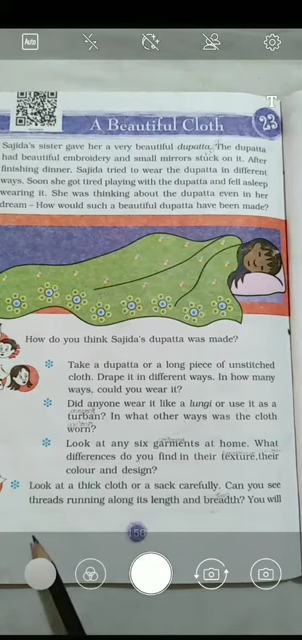 Auto
T
A Beautiful Cloth
23
Sajida's sister gave her a very beautiful dupatta. The dupatta
had beautiful embroidery and small mirrors stuck on it. After
finishing dinner, Sajida tried to wear the dupatta in different
ways. Soon she got tired playing with the dupatta and fell asleep
wearing it. She was thinking about the dupatta even in her
dream – How would such a beautiful dupatta have been made?
How do you think Sajida's dupatta was made?
Take a dupatta or a long piece of unstitched
cloth. Drape it in different ways. In how many
ways, could you wear it?
Did anyone wear it like a lungi or use it as a
turban? In what other ways was the cloth
worn?
Look at any six garments at home. What
differences do you find in their texture, their
colour and design?
Look at a thick cloth or a sack carefully. Can you see
threads running along its length and breadth? You will
156